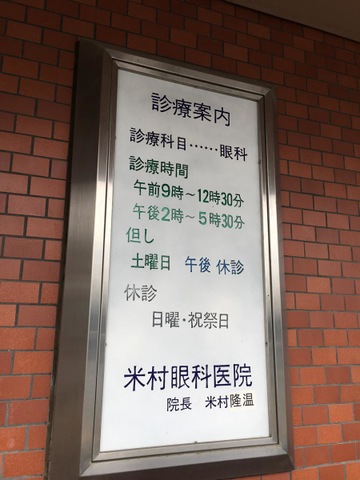 診療案内
診療科目……眼科
診療時間
午前9時～12時30分
午後2時～5時30分
但し
土曜日 午後 休診
休診
日曜・祝祭日
米村眼科医院
院長 米村隆温